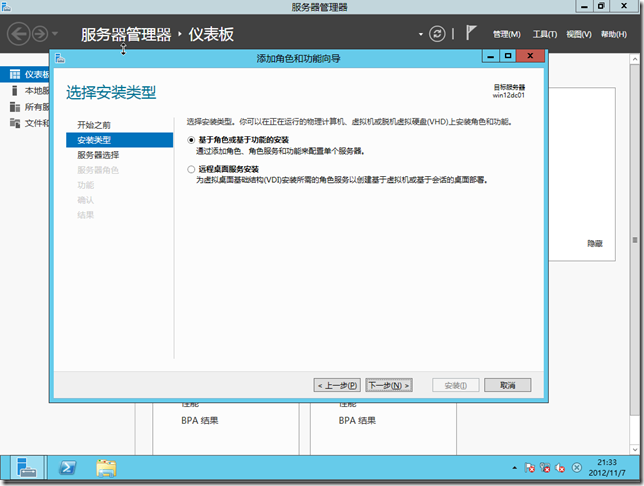 服务器管理器
服务器管理器 · 仪表板
管理(M) 工具(T) 视图(V) 帮助(H)
仪表板
本地服
所有服
文件和
添加角色和功能向导
选择安装类型
目标服务器
win12dc01
开始之前
安装类型
服务器选择
服务器角色
功能
确认
结果
选择安装类型。你可以在正在运行的物理计算机、虚拟机或脱机虚拟硬盘(VHD)上安装角色和功能。
基于角色或基于功能的安装
通过添加角色、角色服务和功能来配置单个服务器。
远程桌面服务安装
为虚拟桌面基础结构(VDI)安装所需的角色服务以创建基于虚拟机或基于会话的桌面部署。
隐藏
< 上一步(P) 下一步(N) > 安装(I) 取消
性能 性能
BPA 结果 BPA 结果
21:33
2012/11/7